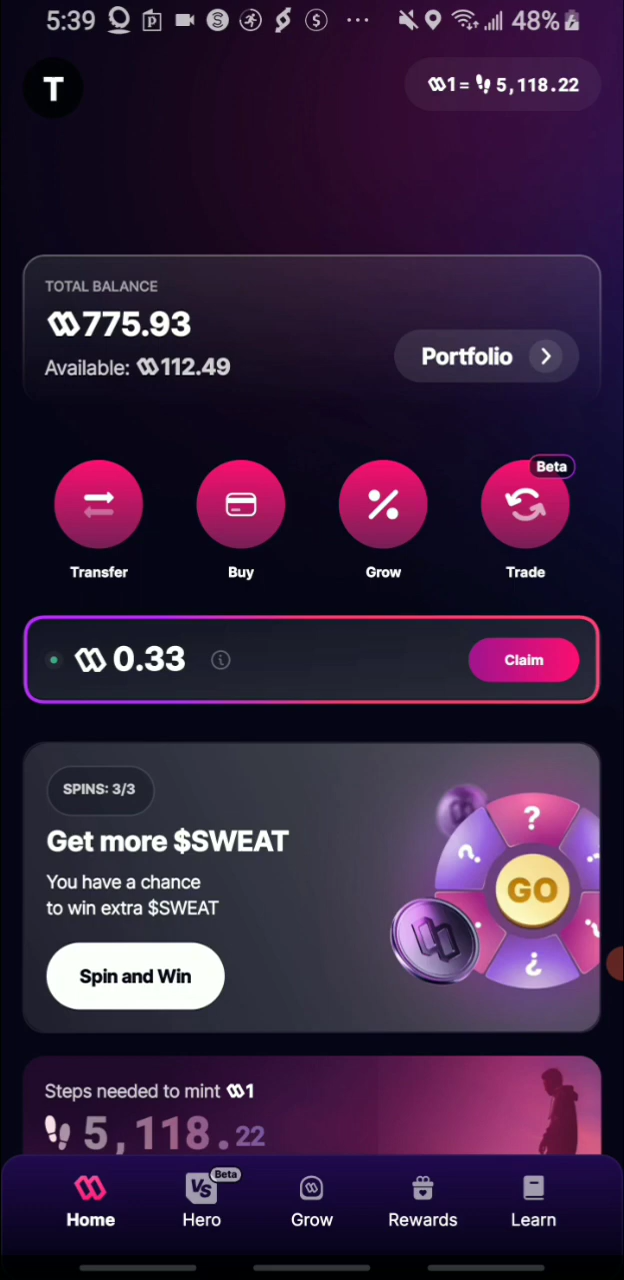 5:39 48%
T
1= 5,118.22
TOTAL BALANCE
775.93
Available: 112.49
Portfolio
Beta
Transfer Buy Grow Trade
0.33
Claim
SPINS: 3/3
Get more $SWEAT
You have a chance
to win extra $SWEAT
GO
Spin and Win
Steps needed to mint 1
5,118.22
VS Beta
Home Hero Grow Rewards Learn